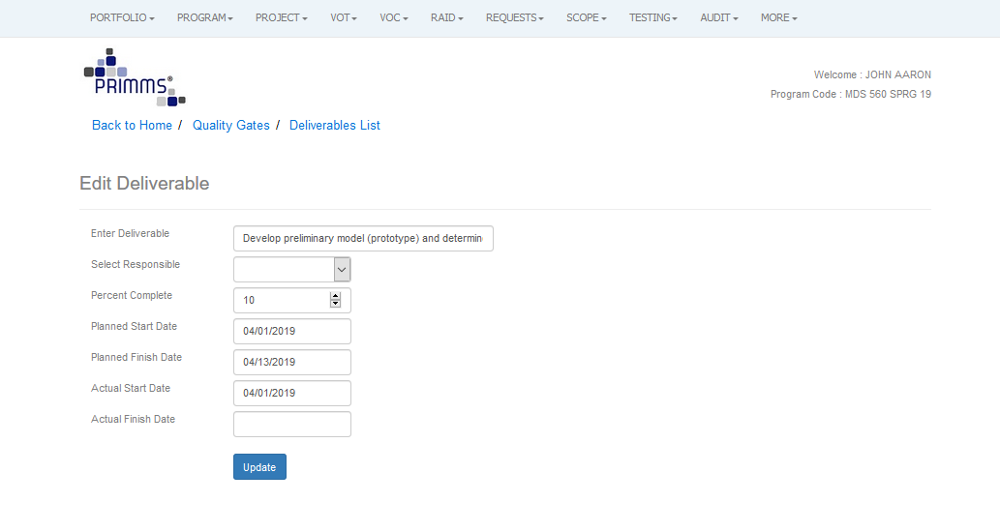 PORTFOLIO PROGRAM PROJECT VOT VOC RAID REQUESTS SCOPE TESTING AUDIT MORE
PRIMMS®
Welcome : JOHN AARON
Program Code : MDS 560 SPRG 19
Back to Home / Quality Gates / Deliverables List
Edit Deliverable
Enter Deliverable Develop preliminary model (prototype) and determin
Select Responsible
Percent Complete 10
Planned Start Date 04/01/2019
Planned Finish Date 04/13/2019
Actual Start Date 04/01/2019
Actual Finish Date
Update